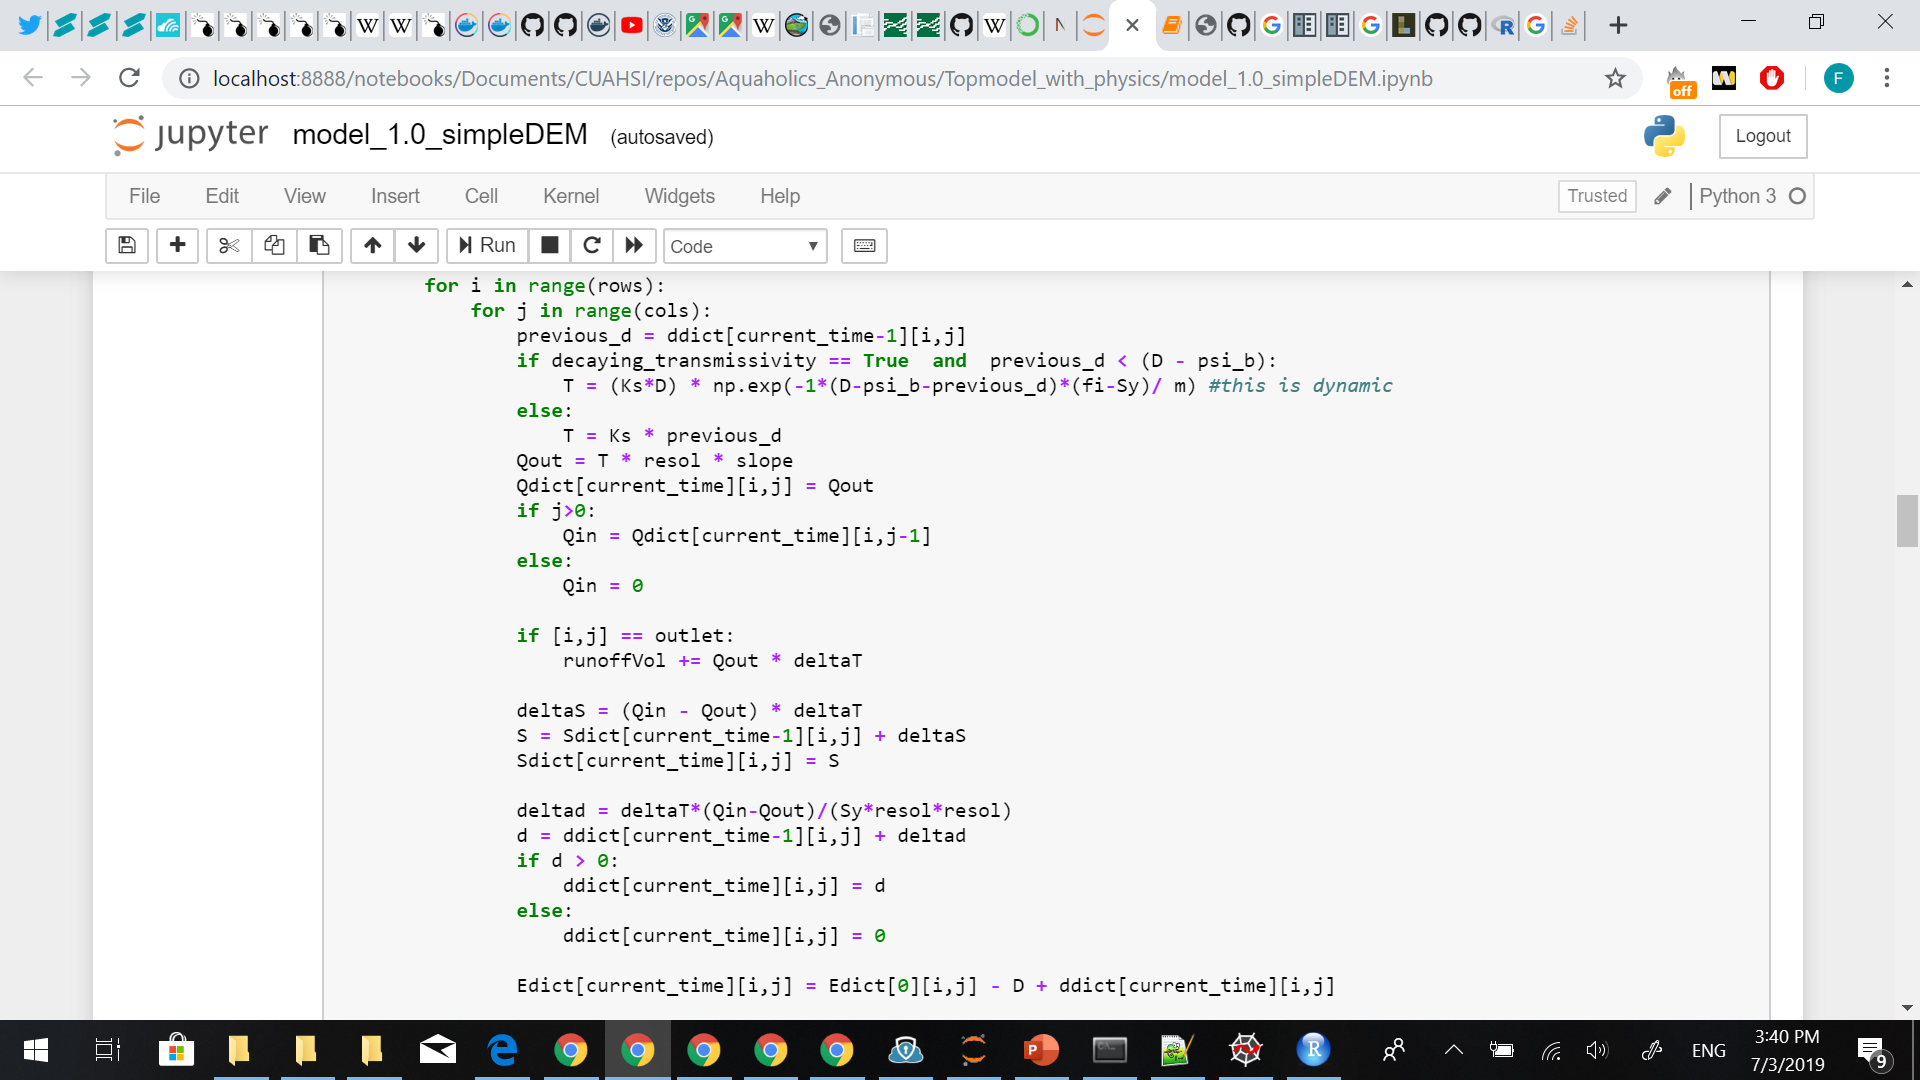 localhost:8888/notebooks/Documents/CUAHSI/repos/Aquaholics_Anonymous/Topmodel_with_physics/model_1.0_simpleDEM.ipynb
off
F
jupyter model_1.0_simpleDEM (autosaved)
Logout
File Edit View Insert Cell Kernel Widgets Help
Trusted Python 3
Run Code
for i in range(rows):
for j in range(cols):
previous_d = ddict[current_time-1][i,j]
if decaying_transmissivity == True  and  previous_d < (D - psi_b):
T = (Ks*D) * np.exp(-1*(D-psi_b-previous_d)*(fi-Sy)/ m) #this is dynamic
else:
T = Ks * previous_d
Qout = T * resol * slope
Qdict[current_time][i,j] = Qout
if j>0:
Qin = Qdict[current_time][i,j-1]
else:
Qin = 0
if [i,j] == outlet:
runoffVol += Qout * deltaT
deltaS = (Qin - Qout) * deltaT
S = Sdict[current_time-1][i,j] + deltaS
Sdict[current_time][i,j] = S
deltad = deltaT*(Qin-Qout)/(Sy*resol*resol)
d = ddict[current_time-1][i,j] + deltad
if d > 0:
ddict[current_time][i,j] = d
else:
ddict[current_time][i,j] = 0
Edict[current_time][i,j] = Edict[0][i,j] - D + ddict[current_time][i,j]
ENG
3:40 PM
7/3/2019
9